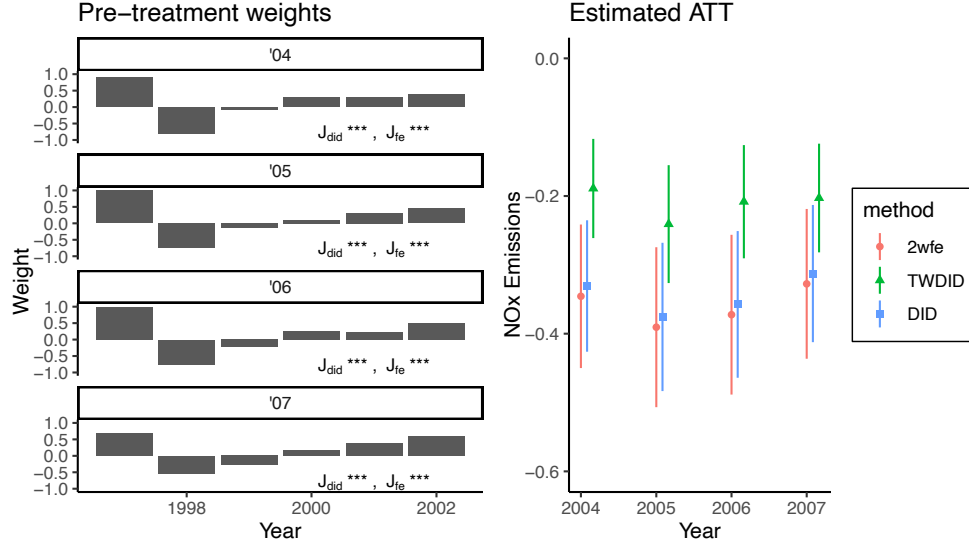 Pre−treatment weights
Weight
'04
1.0
0.5
0.0
−0.5
−1.0
J_did *** , J_fe ***
'05
1.0
0.5
0.0
−0.5
−1.0
J_did *** , J_fe ***
'06
1.0
0.5
0.0
−0.5
−1.0
J_did *** , J_fe ***
'07
1.0
0.5
0.0
−0.5
−1.0
J_did *** , J_fe ***
1998 2000 2002
Year
Estimated ATT
NOx Emissions
−0.0
−0.2
−0.4
−0.6
2004 2005 2006 2007
Year
method
2wfe
TWDID
DID